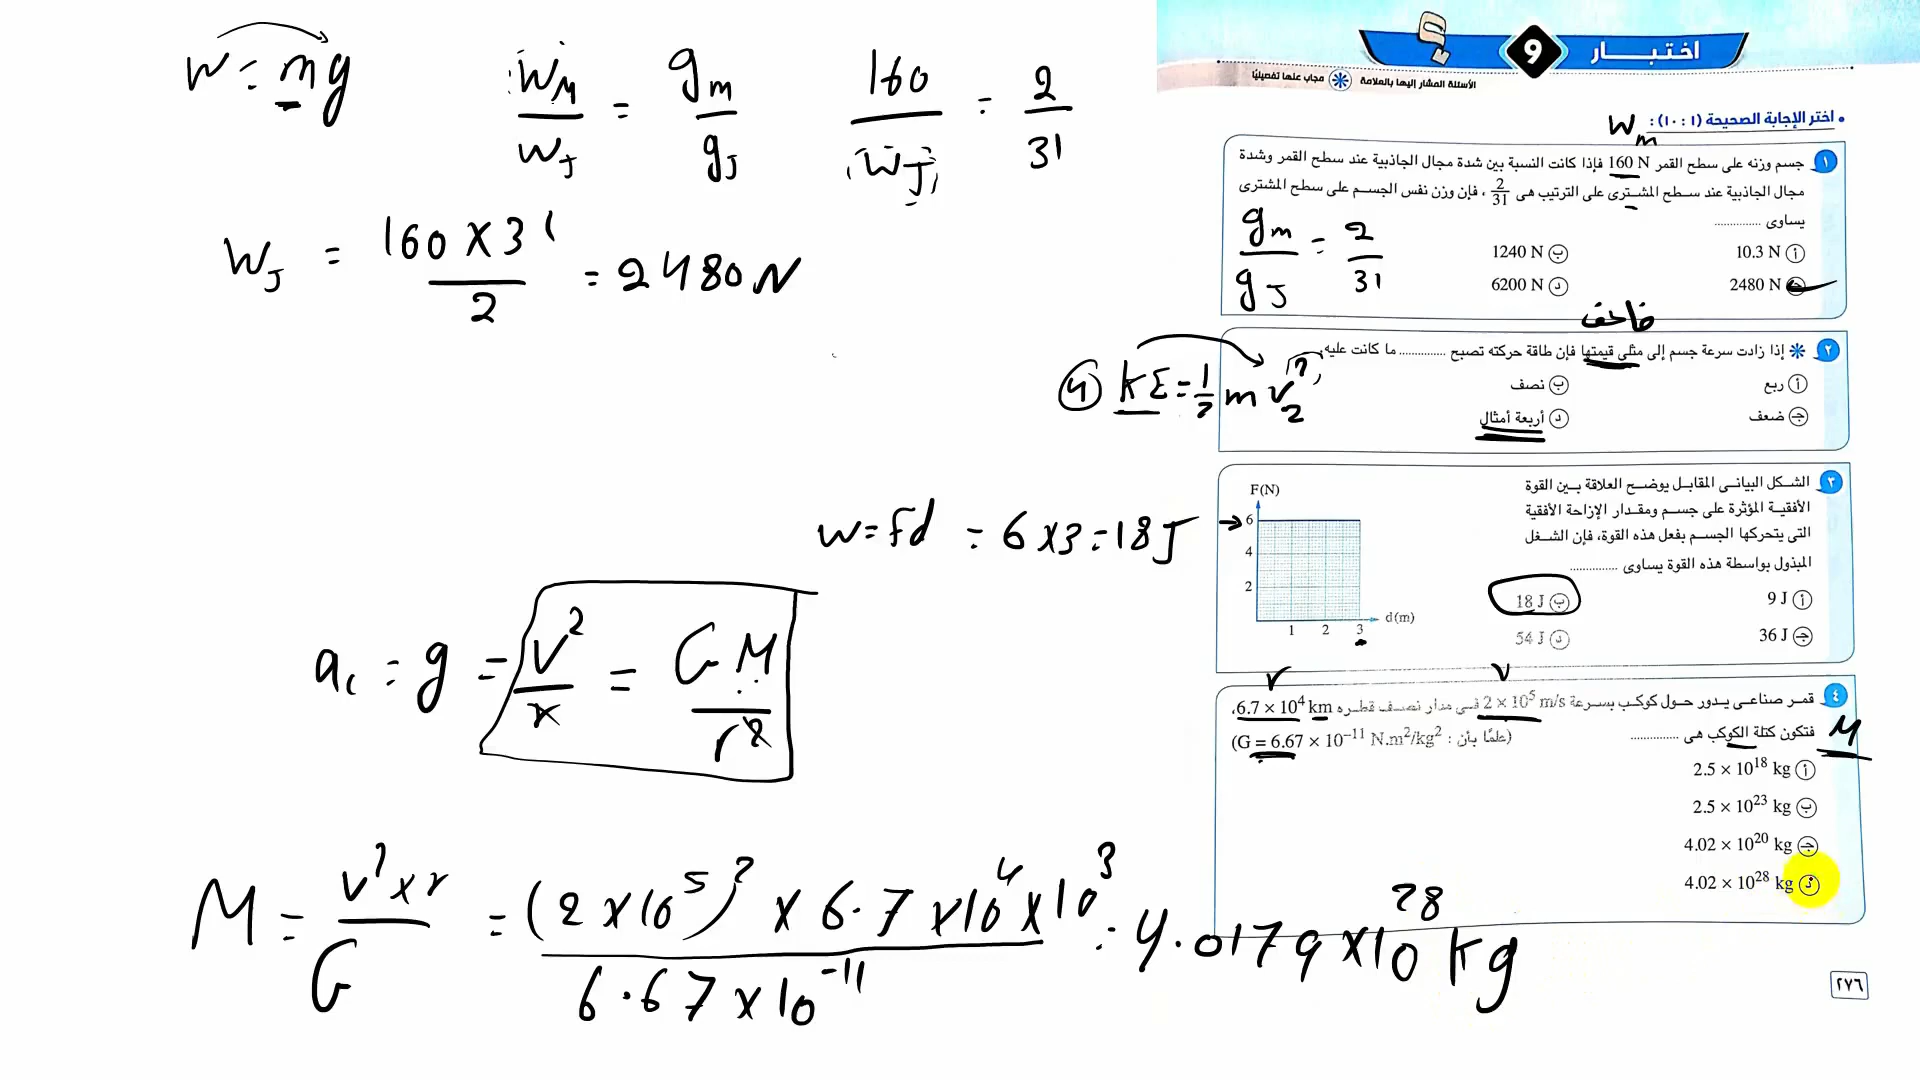 w = mg
W_M / W_J = g_m / g_J
160 / W_J = 2 / 31
W_J = 160 × 31 / 2 = 2480 N
④ KE = 1/2 m v₂²
w = Fd = 6 × 3 = 18 J
a_c = g = v² / r = G M / r²
M = v² × r / G = (2 × 10⁵)² × 6.7 × 10⁴ × 10³ / 6.67 × 10⁻¹¹ = 4.0179 × 10²⁸ kg
اختبار 9
الأسئلة المشار إليها بالعلامة * مجاب عنها تفصيليًا
• اختر الإجابة الصحيحة (١ : ١٠) :
W_m
١ جسم وزنه على سطح القمر 160 N فإذا كانت النسبة بين شدة مجال الجاذبية عند سطح القمر وشدة
مجال الجاذبية عند سطح المشترى على الترتيب هى 2/31 ، فإن وزن نفس الجسم على سطح المشترى
يساوى ..............
g_m / g_J = 2 / 31
أ 10.3 N
ب 1240 N
ج 2480 N
د 6200 N
٢ * إذا زادت سرعة جسم إلى مثلى قيمتها فإن طاقة حركته تصبح .............. ما كانت عليه.
أ ربع
ب نصف
ج ضعف
د أربعة أمثال
٣ الشكل البيانى المقابل يوضح العلاقة بين القوة
الأفقية المؤثرة على جسم ومقدار الإزاحة الأفقية
التى يتحركها الجسم بفعل هذه القوة، فإن الشغل
المبذول بواسطة هذه القوة يساوى ..............
F(N)
6
4
2
1 2 3 d(m)
أ 9 J
ب 18 J
ج 36 J
د 54 J
r v
٤ قمر صناعى يدور حول كوكب بسرعة 2 × 10⁵ m/s فى مدار نصف قطره 6.7 × 10⁴ km،
فتكون كتلة الكوكب هى ..............
M
(علمًا بأن : G = 6.67 × 10⁻¹¹ N.m²/kg²)
أ 2.5 × 10¹⁸ kg
ب 2.5 × 10²³ kg
ج 4.02 × 10²⁰ kg
د 4.02 × 10²⁸ kg
٢٧٦